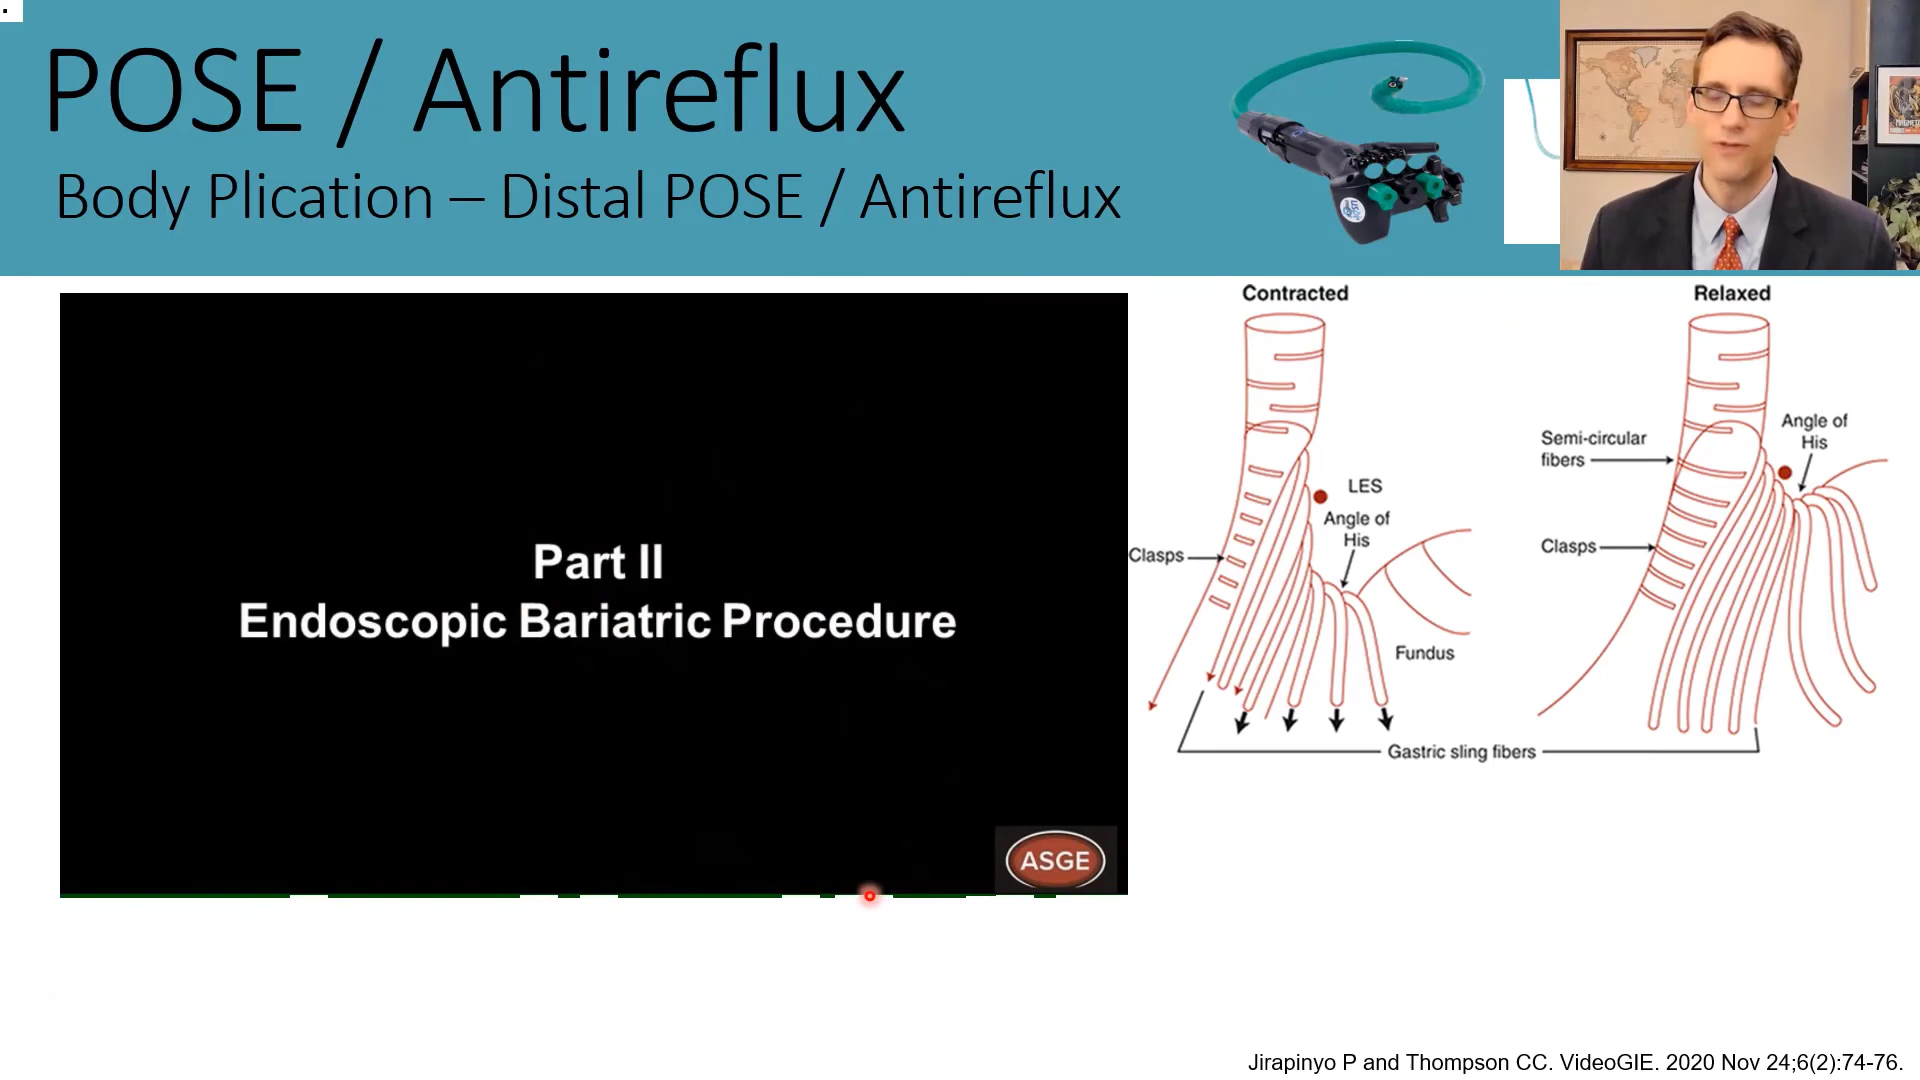 POSE / Antireflux
Body Plication – Distal POSE / Antireflux
Part II
Endoscopic Bariatric Procedure
ASGE
Contracted
Relaxed
LES
Angle of
His
Clasps
Fundus
Semi-circular
fibers
Angle of
His
Clasps
Gastric sling fibers
Jirapinyo P and Thompson CC. VideoGIE. 2020 Nov 24;6(2):74-76.